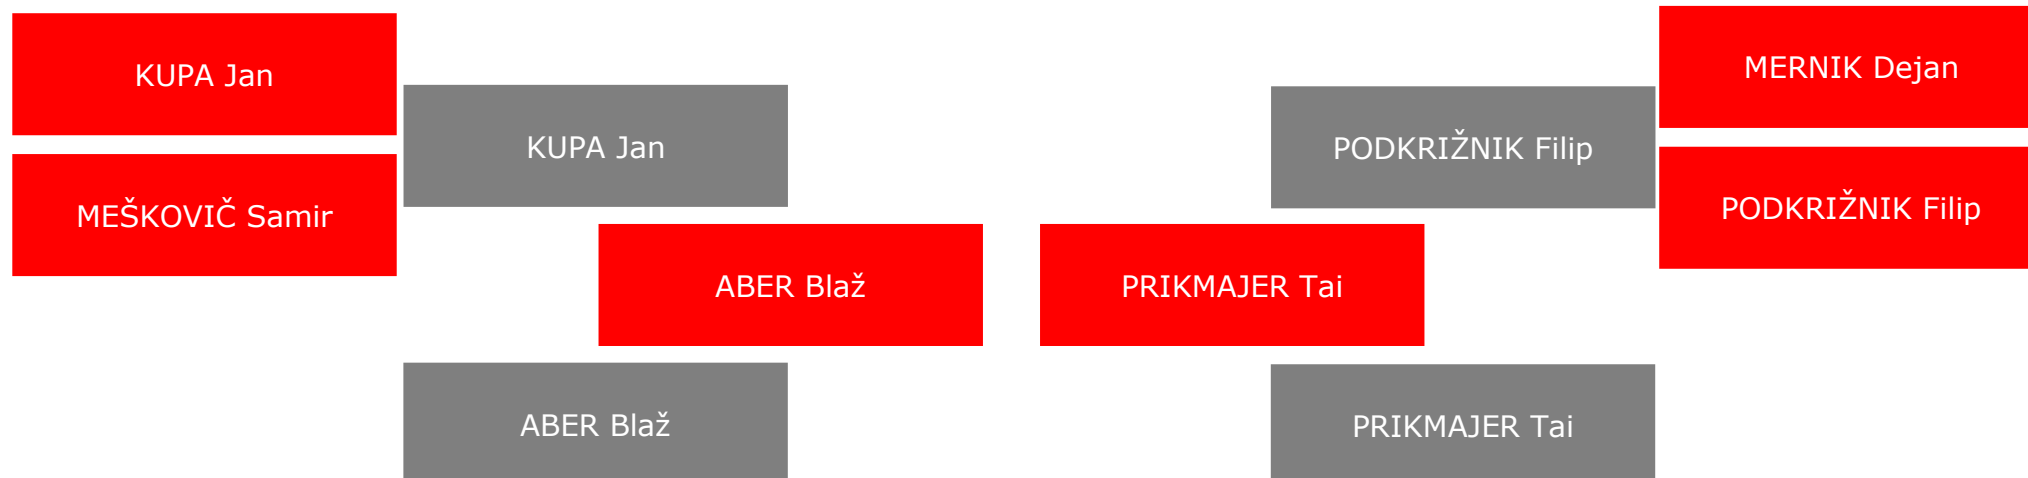 KUPA Jan
MERNIK Dejan
KUPA Jan
PODKRIŽNIK Filip
MEŠKOVIČ Samir
PODKRIŽNIK Filip
ABER Blaž
PRIKMAJER Tai
ABER Blaž
PRIKMAJER Tai